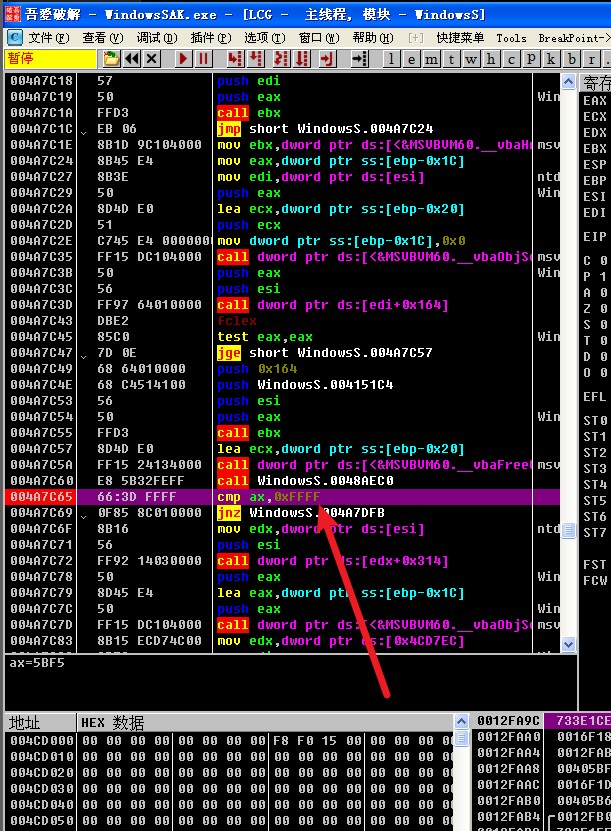 吾愛破解 - WindowsSAK.exe - [LCG - 主线程, 模块 - WindowsS]
文件(F) 查看(V) 调试(D) 插件(P) 选项(T) 窗口(W) 帮助(H) [+] 快捷菜单 Tools BreakPoint->
暂停 l e m t w h c p k b r
004A7C18 57 push edi
004A7C19 50 push eax Win
004A7C1A FFD3 call ebx
004A7C1C EB 06 jmp short WindowsS.004A7C24
004A7C1E 8B1D 9C104000 mov ebx,dword ptr ds:[<&MSVBVM60.__vbaHr msv
004A7C24 8B45 E4 mov eax,dword ptr ss:[ebp-0x1C]
004A7C27 8B3E mov edi,dword ptr ds:[esi] ntd
004A7C29 50 push eax Win
004A7C2A 8D4D E0 lea ecx,dword ptr ss:[ebp-0x20]
004A7C2D 51 push ecx
004A7C2E C745 E4 0000000 mov dword ptr ss:[ebp-0x1C],0x0
004A7C35 FF15 DC104000 call dword ptr ds:[<&MSVBVM60.__vbaObjSe msv
004A7C3B 50 push eax Win
004A7C3C 56 push esi
004A7C3D FF97 64010000 call dword ptr ds:[edi+0x164]
004A7C43 DBE2 fclex
004A7C45 85C0 test eax,eax Win
004A7C47 7D 0E jge short WindowsS.004A7C57
004A7C49 68 64010000 push 0x164
004A7C4E 68 C4514100 push WindowsS.004151C4
004A7C53 56 push esi
004A7C54 50 push eax Win
004A7C55 FFD3 call ebx
004A7C57 8D4D E0 lea ecx,dword ptr ss:[ebp-0x20]
004A7C5A FF15 24134000 call dword ptr ds:[<&MSVBVM60.__vbaFree msv
004A7C60 E8 5B32FEFF call WindowsS.0048AEC0
004A7C65 66:3D FFFF cmp ax,0xFFFF
004A7C69 0F85 8C010000 jnz WindowsS.004A7DFB
004A7C6F 8B16 mov edx,dword ptr ds:[esi] ntd
004A7C71 56 push esi
004A7C72 FF92 14030000 call dword ptr ds:[edx+0x314]
004A7C78 50 push eax Win
004A7C79 8D45 E4 lea eax,dword ptr ss:[ebp-0x1C]
004A7C7C 50 push eax Win
004A7C7D FF15 DC104000 call dword ptr ds:[<&MSVBVM60.__vbaObjSe msv
004A7C83 8B15 ECD74C00 mov edx,dword ptr ds:[0x4CD7EC]
寄存
EAX
ECX
EDX
EBX
ESP
EBP
ESI
EDI
EIP
C 0
P 1
A 0
Z 0
S 0
T 0
D 0
O 0
EFL
ST0
ST1
ST2
ST3
ST4
ST5
ST6
ST7
FST
FCW
ax=5BF5
地址 HEX 数据
004CD000 00 00 00 00 00 00 00 00 F8 F0 15 00 00 00 00 00
004CD010 00 00 00 00 00 00 00 00 00 00 00 00 00 00 00 00
004CD020 00 00 00 00 00 00 00 00 00 00 00 00 00 00 00 00
004CD030 00 00 00 00 00 00 00 00 00 00 00 00 00 00 00 00
004CD040 00 00 00 00 00 00 00 00 00 00 00 00 00 00 00 00
004CD050 00 00 00 00 00 00 00 00 00 00 00 00 00 00 00 00
0012FA9C 733E1CE
0012FAA0 0016F18
0012FAA4 0012FAB
0012FAA8 00405BF
0012FAAC 0016F1D
0012FAB0 00405B6
0012FAB4 0012FB0